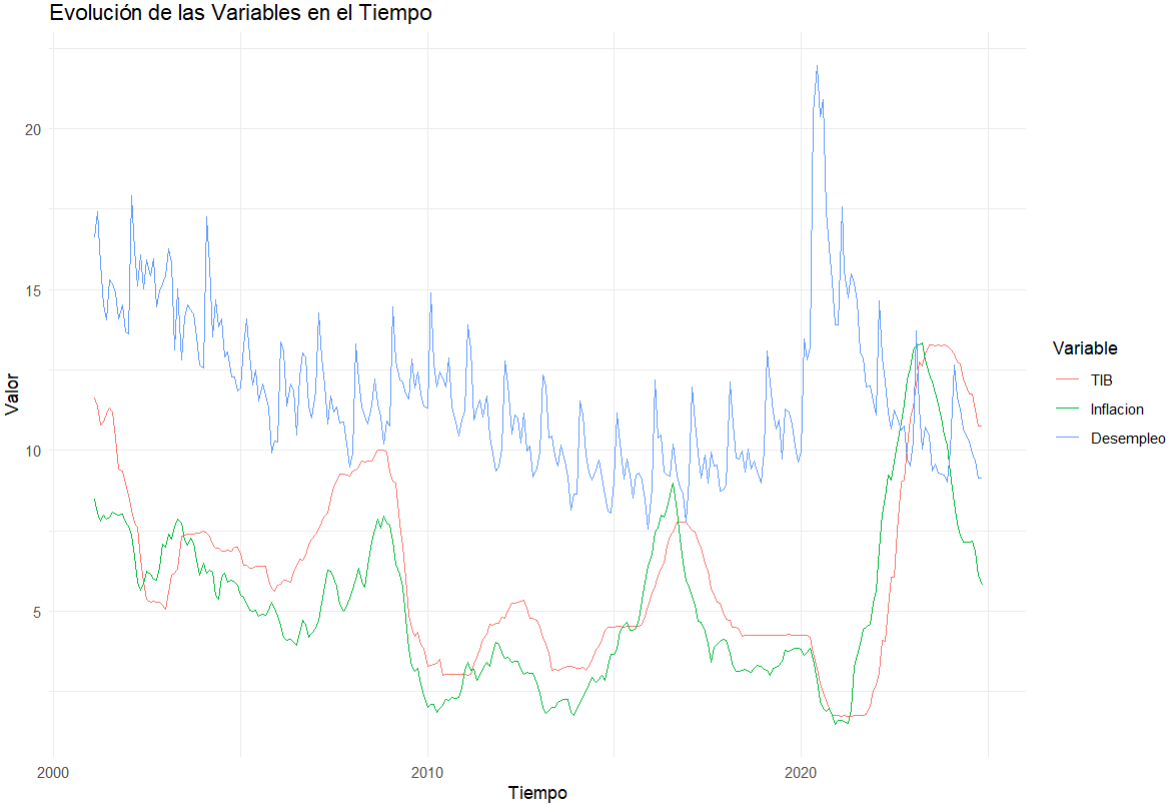 Evolución de las Variables en el Tiempo
Valor
20
15
10
5
2000
2010
2020
Tiempo
Variable
TIB
Inflacion
Desempleo